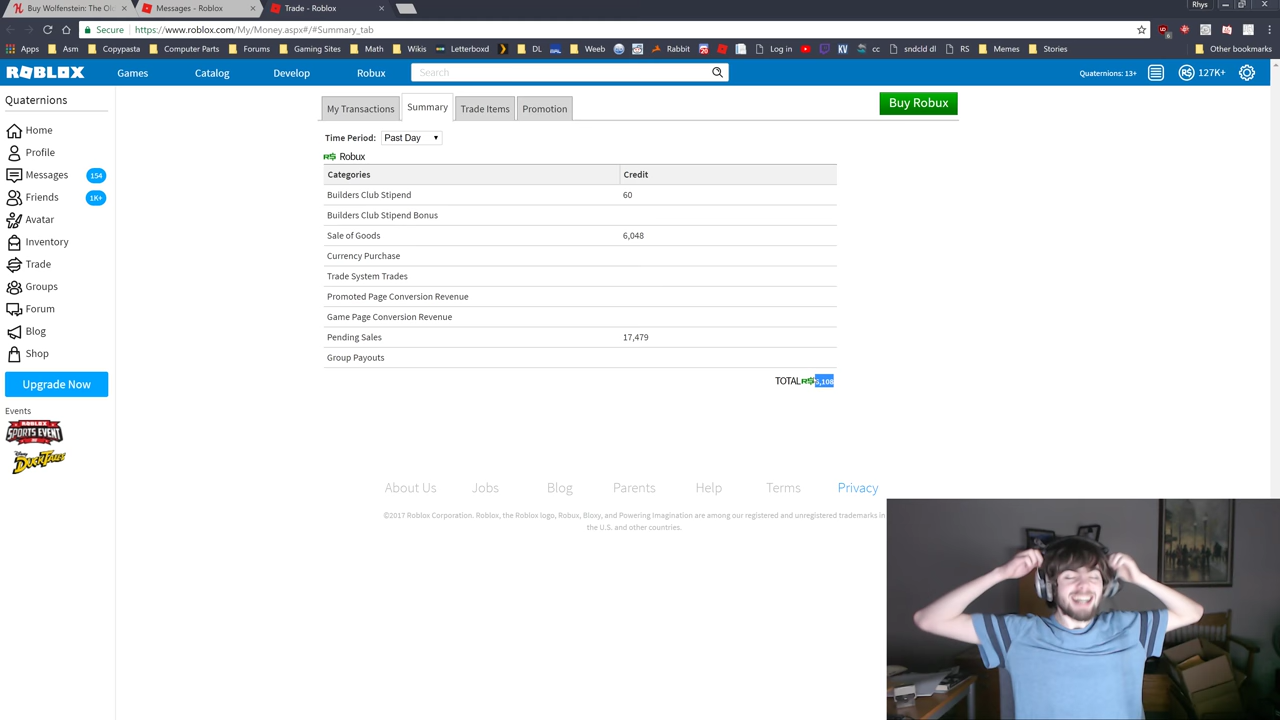 Buy Wolfenstein: The Ol
Messages - Roblox
Trade - Roblox
Rhys
Secure
https://www.roblox.com/My/Money.aspx#/#Summary_tab
Apps
Asm
Copypasta
Computer Parts
Forums
Gaming Sites
Math
Wikis
Letterboxd
DL
Weeb
Rabbit
Log in
KV
cc
sndcld dl
RS
Memes
Stories
Other bookmarks
ROBLOX
Games
Catalog
Develop
Robux
Search
Quaternions: 13+
127K+
Quaternions
Home
Profile
Messages 154
Friends 1K+
Avatar
Inventory
Trade
Groups
Forum
Blog
Shop
Upgrade Now
Events
ROBLOX
SPORTS EVENT
Disney
DUCKTALES
My Transactions
Summary
Trade Items
Promotion
Buy Robux
Time Period: Past Day
R$ Robux
Categories Credit
Builders Club Stipend 60
Builders Club Stipend Bonus
Sale of Goods 6,048
Currency Purchase
Trade System Trades
Promoted Page Conversion Revenue
Game Page Conversion Revenue
Pending Sales 17,479
Group Payouts
TOTAL R$ 6,108
About Us
Jobs
Blog
Parents
Help
Terms
Privacy
©2017 Roblox Corporation. Roblox, the Roblox logo, Robux, Bloxy, and Powering Imagination are among our registered and unregistered trademarks in
the U.S. and other countries.